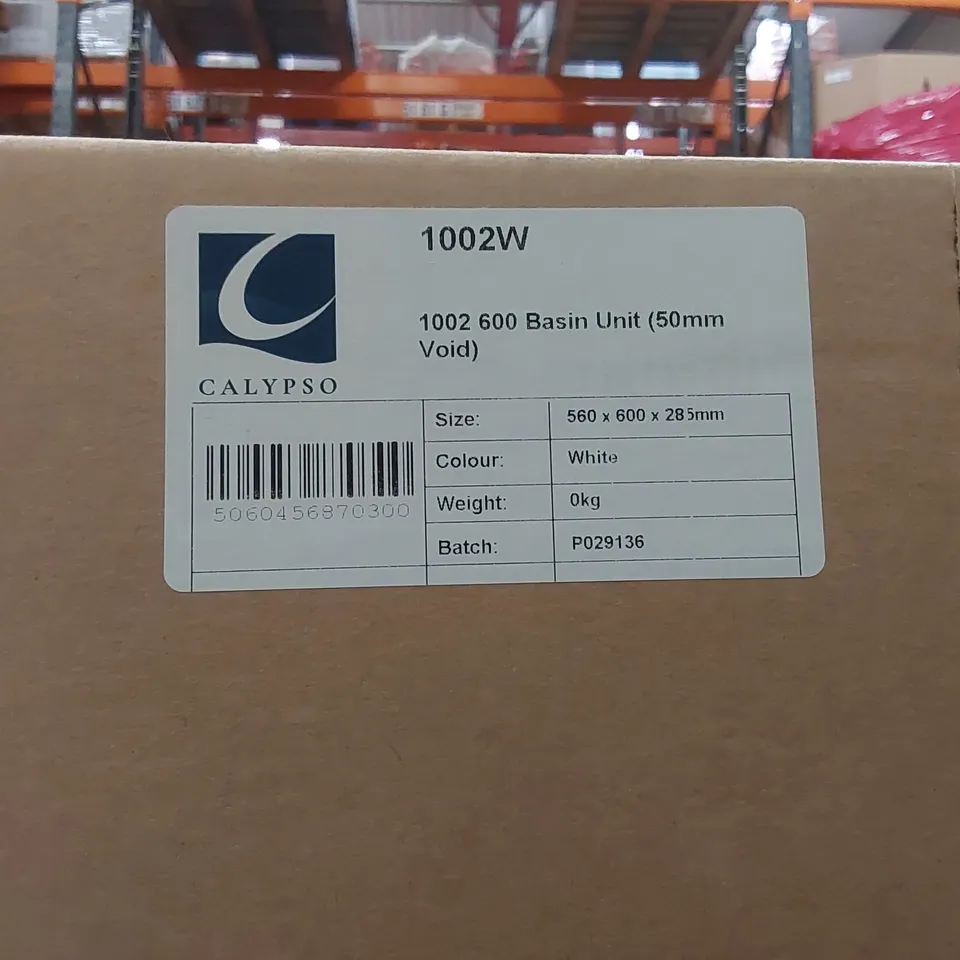 1002W
1002 600 Basin Unit (50mm
Void)
CALYPSO
Size: 560 x 600 x 285mm
Colour: White
Weight: 0kg
Batch: P029136
5060456870300